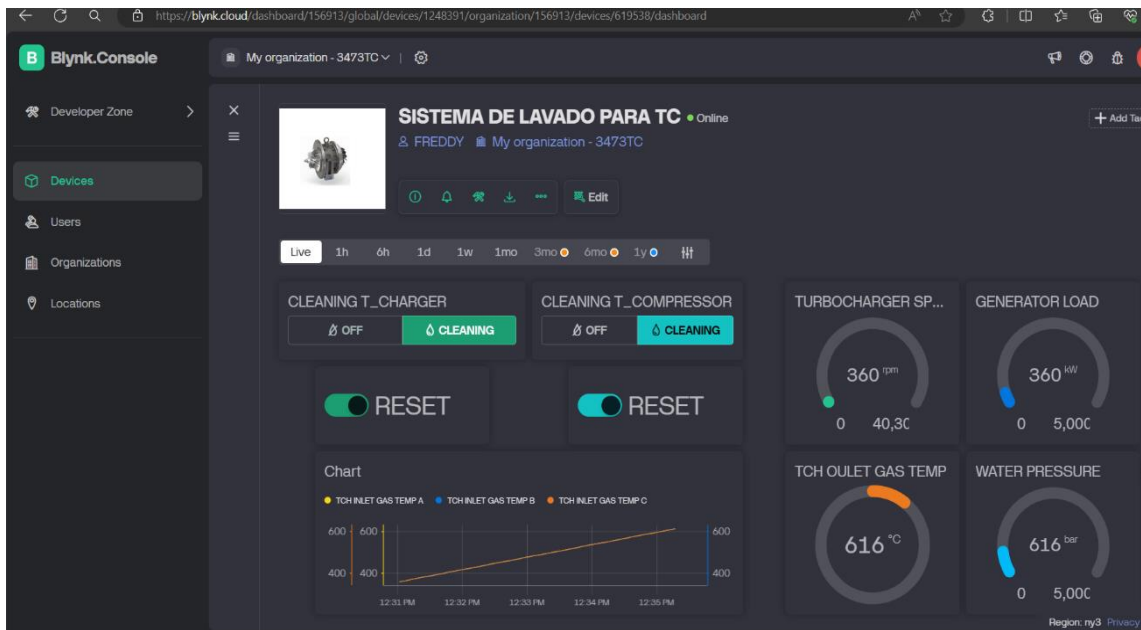 https://blynk.cloud/dashboard/156913/global/devices/1248391/organization/156913/devices/619538/dashboard
B Blynk.Console
My organization - 3473TC
Developer Zone
Devices
Users
Organizations
Locations
SISTEMA DE LAVADO PARA TC • Online
FREDDY My organization - 3473TC
+ Add Ta
Edit
Live 1h 6h 1d 1w 1mo 3mo 6mo 1y
CLEANING T_CHARGER
OFF CLEANING
CLEANING T_COMPRESSOR
OFF CLEANING
TURBOCHARGER SP...
360 rpm
0 40,30
GENERATOR LOAD
360 kW
0 5,000
RESET
RESET
Chart
TCH INLET GAS TEMP A TCH INLET GAS TEMP B TCH INLET GAS TEMP C
600 600 600
400 400 400
12:31 PM 12:32 PM 12:33 PM 12:34 PM 12:35 PM
TCH OULET GAS TEMP
616 °C
WATER PRESSURE
616 bar
0 5,000
Region: ny3 Privacy